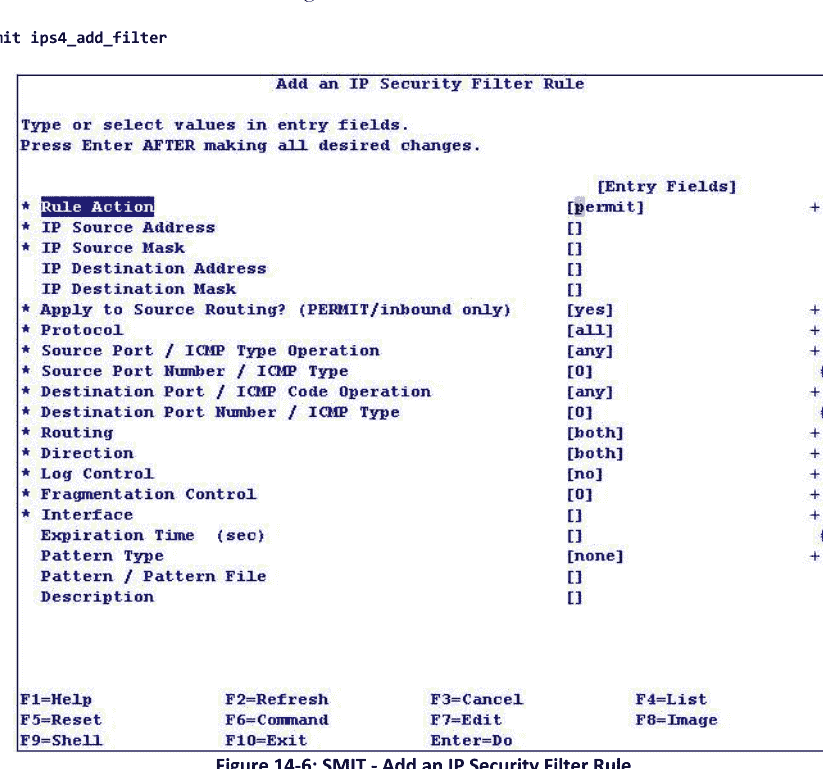 mit ips4_add_filter
Add an IP Security Filter Rule
Type or select values in entry fields.
Press Enter AFTER making all desired changes.
[Entry Fields]
* Rule Action [permit] +
* IP Source Address []
* IP Source Mask []
IP Destination Address []
IP Destination Mask []
* Apply to Source Routing? (PERMIT/inbound only) [yes] +
* Protocol [all] +
* Source Port / ICMP Type Operation [any] +
* Source Port Number / ICMP Type [0]
* Destination Port / ICMP Code Operation [any] +
* Destination Port Number / ICMP Type [0]
* Routing [both] +
* Direction [both] +
* Log Control [no] +
* Fragmentation Control [0] +
* Interface [] +
Expiration Time (sec) []
Pattern Type [none] +
Pattern / Pattern File []
Description []
F1=Help F2=Refresh F3=Cancel F4=List
F5=Reset F6=Command F7=Edit F8=Image
F9=Shell F10=Exit Enter=Do
Figure 14-6: SMIT - Add an IP Security Filter Rule